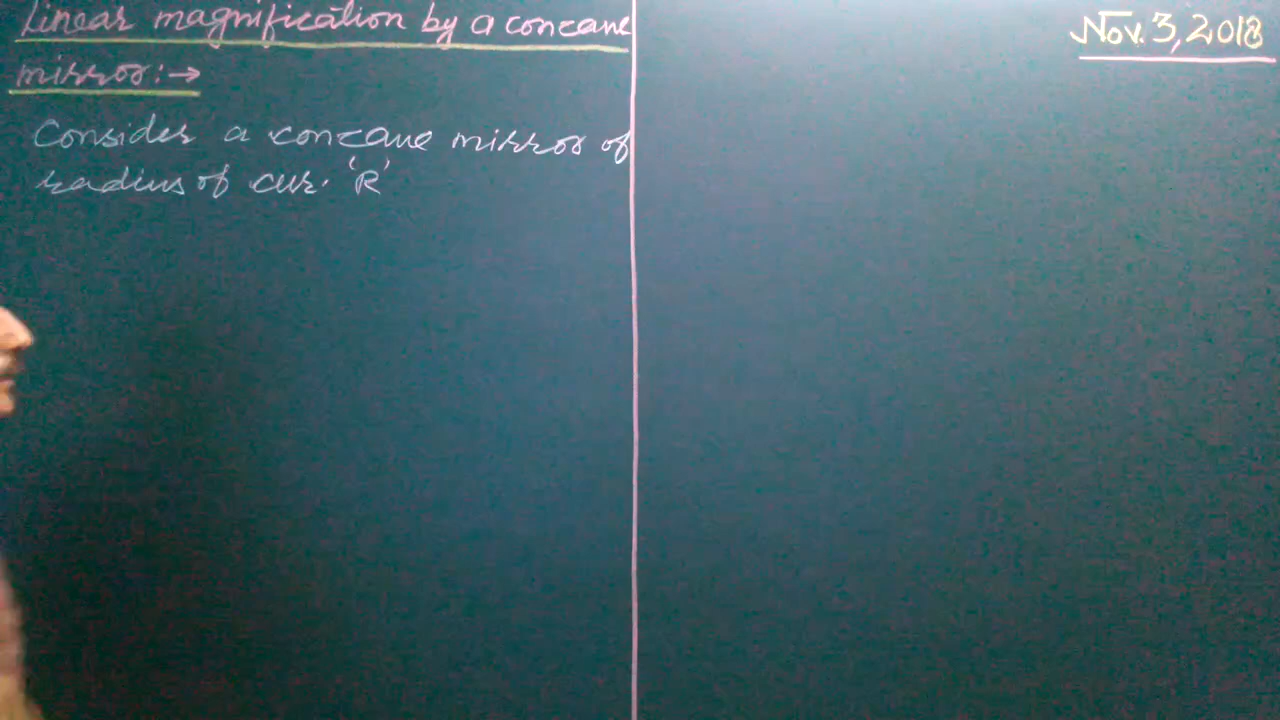 Linear magnification by a concave
mirror:→
Consider a concave mirror of
radius of cur. 'R'
Nov. 3, 2018